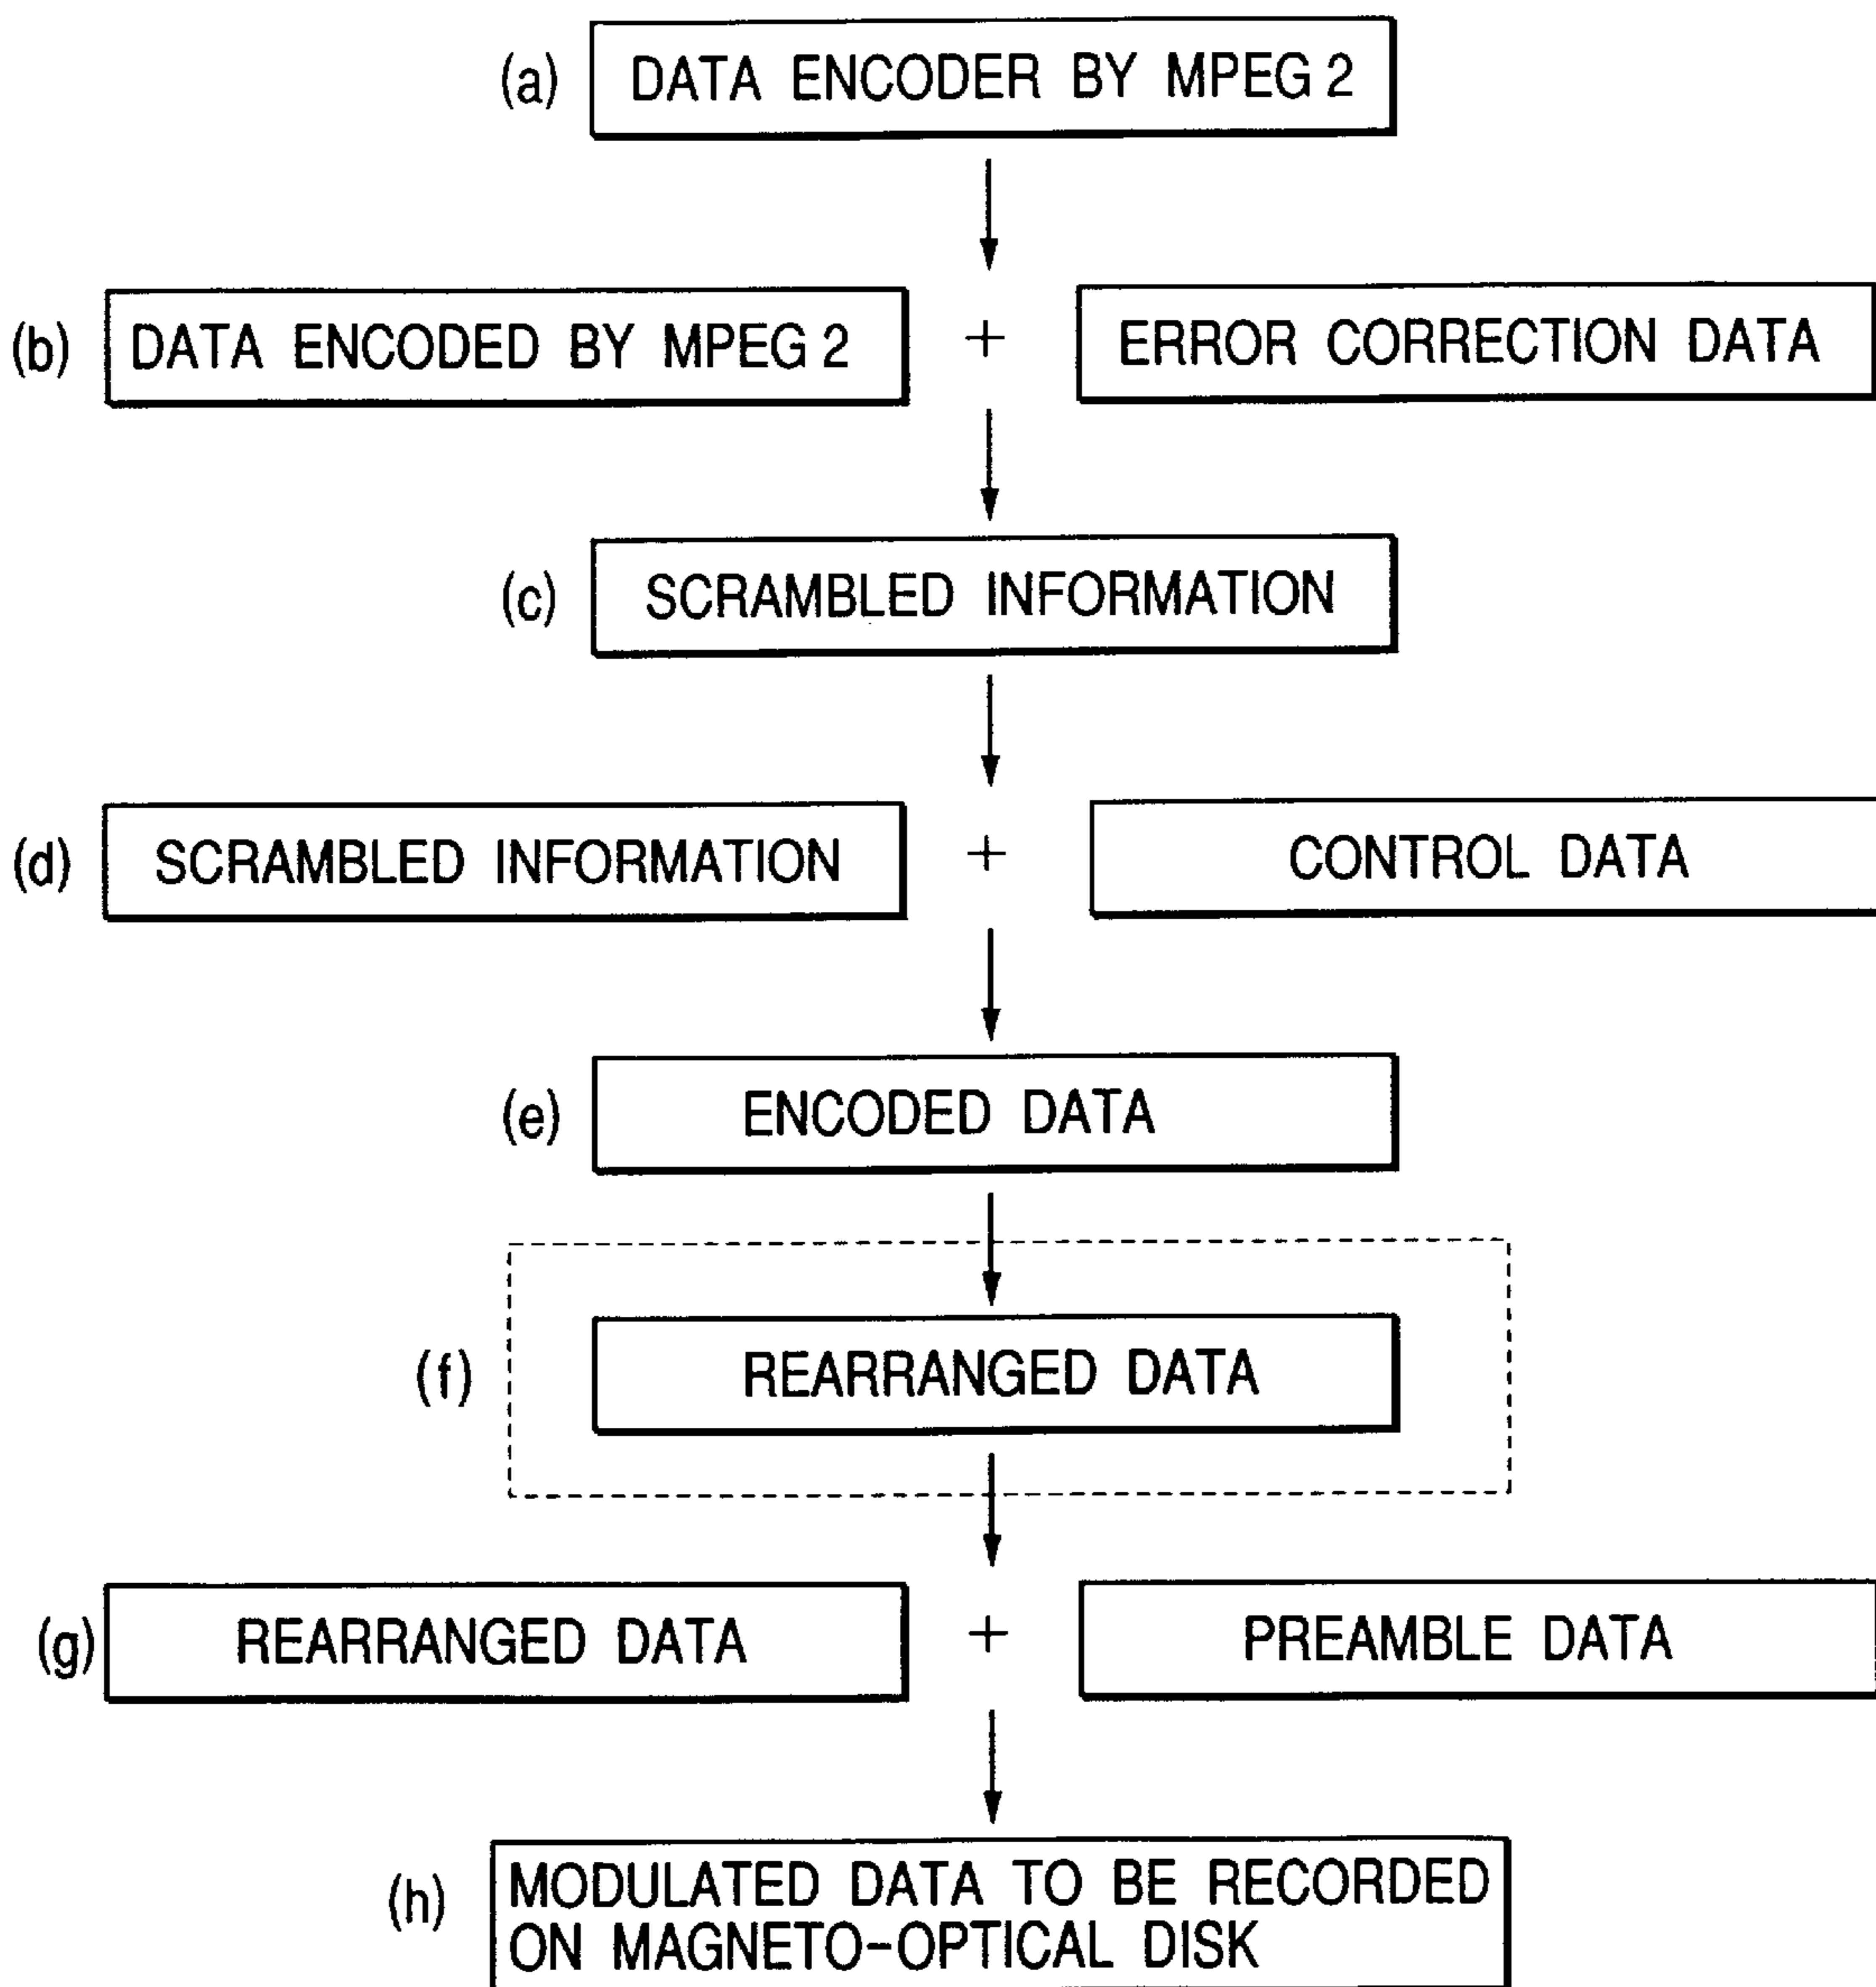 (a) DATA ENCODER BY MPEG 2
(b) DATA ENCODED BY MPEG 2 + ERROR CORRECTION DATA
(c) SCRAMBLED INFORMATION
(d) SCRAMBLED INFORMATION + CONTROL DATA
(e) ENCODED DATA
(f) REARRANGED DATA
(g) REARRANGED DATA + PREAMBLE DATA
(h) MODULATED DATA TO BE RECORDED
ON MAGNETO-OPTICAL DISK